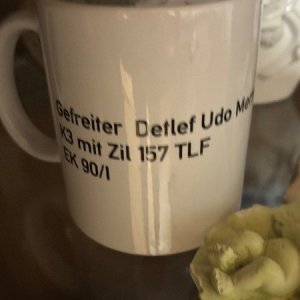 Gefreiter Detlef Udo
K3 mit Zil 157 TLF
EK 90/I